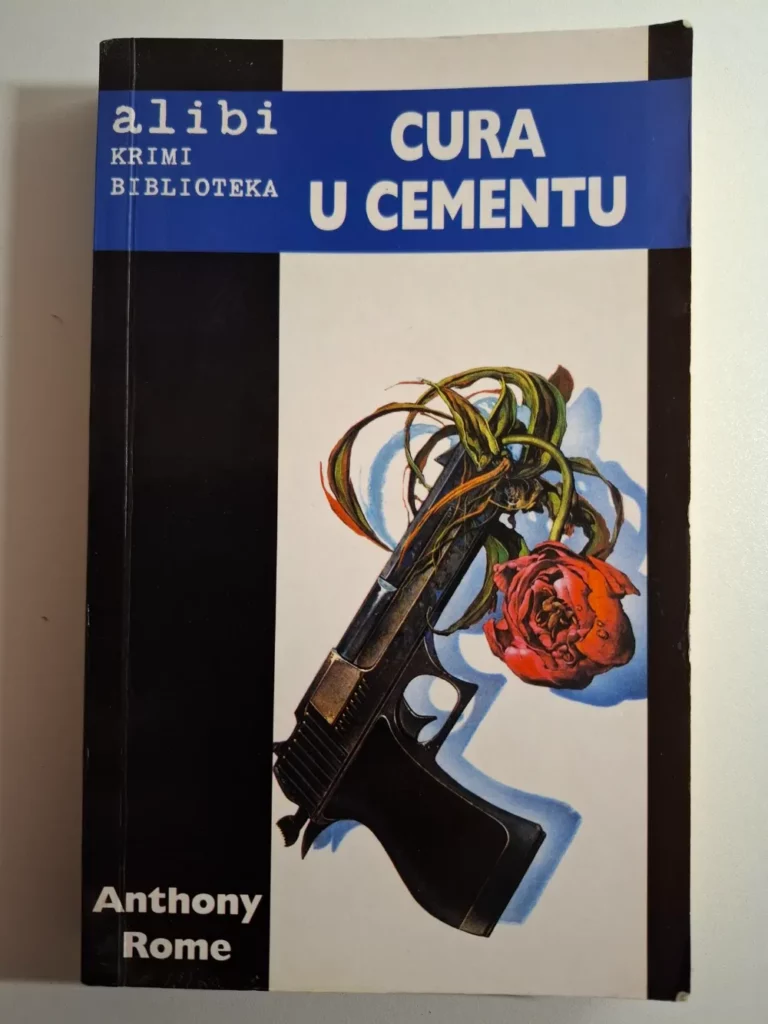 alibi
KRIMI
BIBLIOTEKA
CURA
U CEMENTU
Anthony
Rome